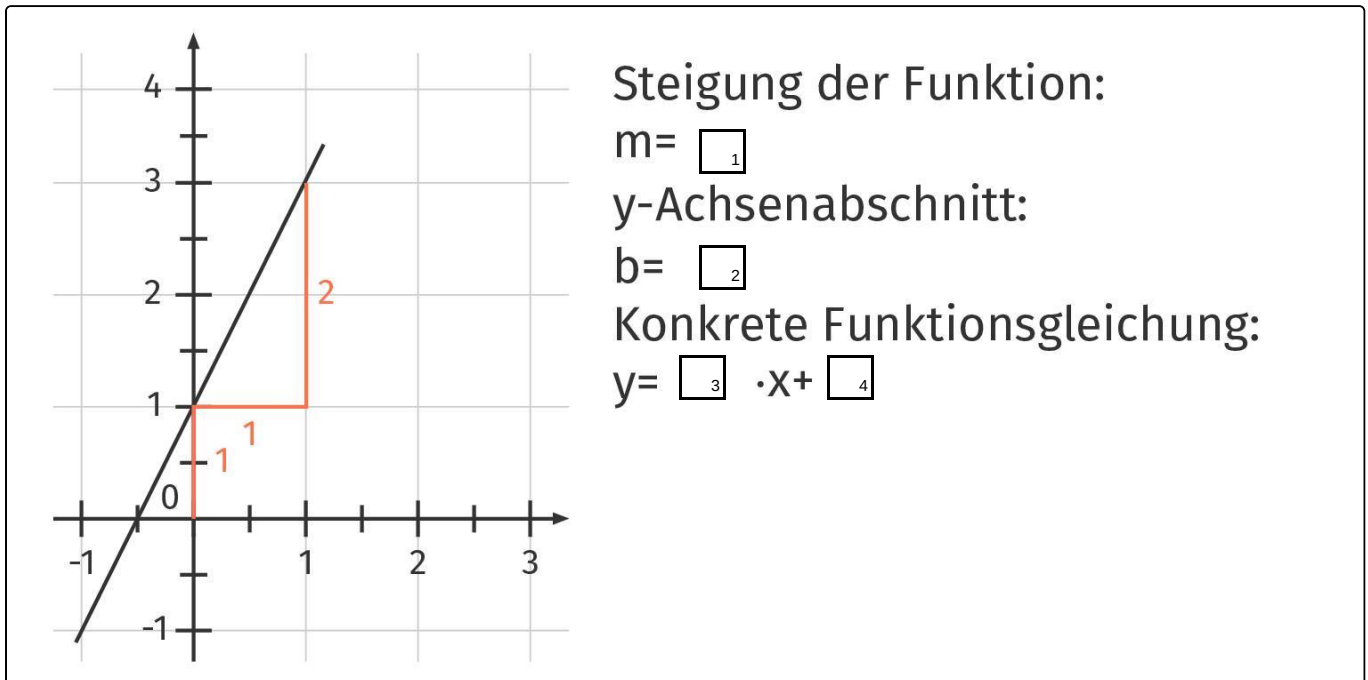 4
3
2
2
1
1
1
0
-1
1
2
3
-1
Steigung der Funktion:
m= 1
y-Achsenabschnitt:
b= 2
Konkrete Funktionsgleichung:
y= 3 ·x+ 4